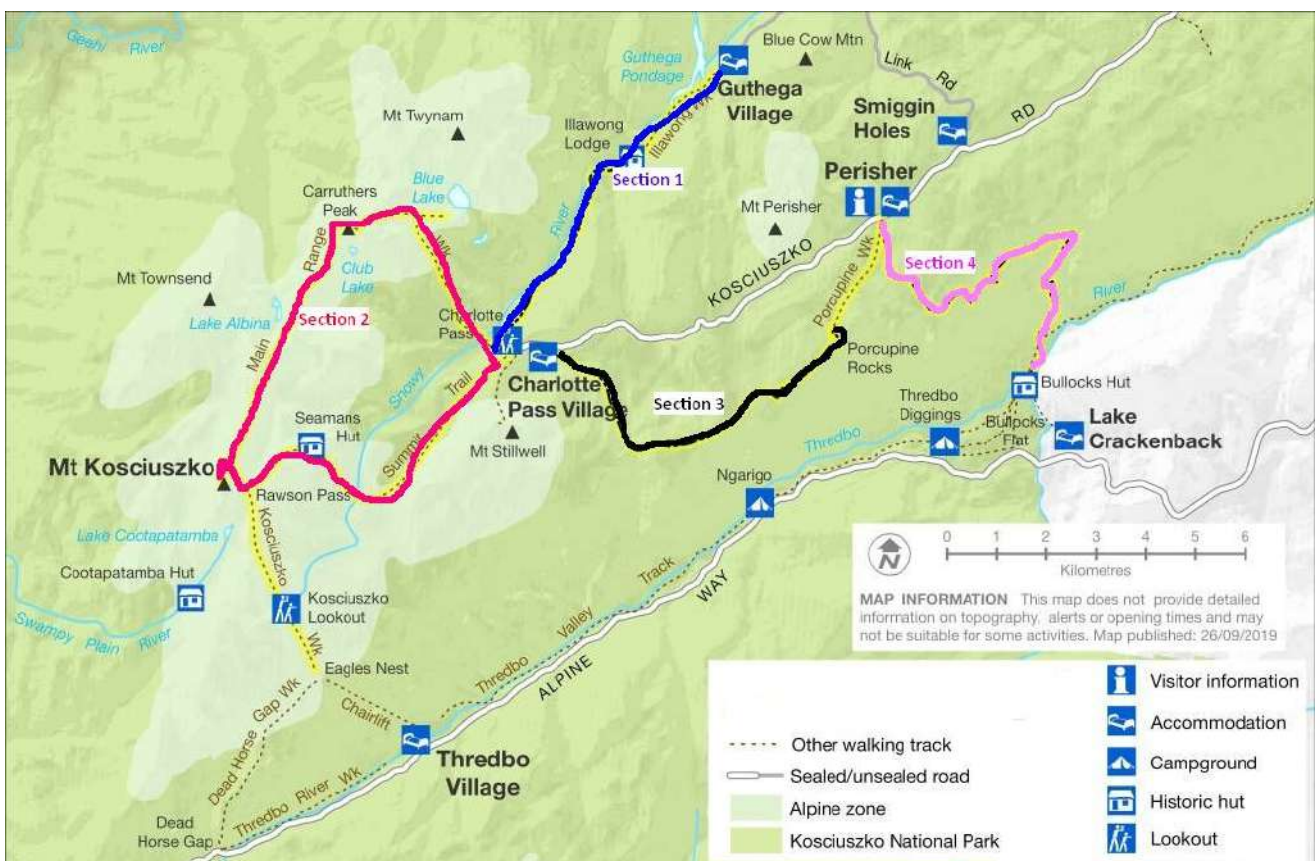 Geehi
River
Guthega
Pondage
Blue Cow Mtn
Link
Rd
Guthega
Village
Smiggin
Holes
RD
Mt Twynam
Illawong
Lodge
Illawong Wk
Section 1
Perisher
Carruthers
Peak
Blue
Lake
River
Mt Perisher
KOSCIUSZKO
Porcupine Wk
Section 4
Mt Townsend
Range
Club
Lake
Wk
Lake Albina
Section 2
Charlotte
Pass
River
Main
Snowy
Trail
Charlotte
Pass Village
Porcupine
Rocks
Section 3
Bullocks Hut
Thredbo
Diggings
Bullocks
Flat
Lake
Crackenback
Seamans
Hut
Summit
Mt Stillwell
Thredbo
Mt Kosciuszko
Rawson Pass
Ngarigo
Lake Cootapatamba
Kosciuszko
Wk
Cootapatamba Hut
Kosciuszko
Lookout
Swampy Plain River
Track
WAY
Valley
Thredbo
ALPINE
Eagles Nest
Chairlift
Dead Horse Gap Wk
Thredbo
Village
Thredbo River Wk
Dead
Horse Gap
N
0 1 2 3 4 5 6
Kilometres
MAP INFORMATION This map does not provide detailed
information on topography, alerts or opening times and may
not be suitable for some activities. Map published: 26/09/2019
Other walking track
Sealed/unsealed road
Alpine zone
Kosciuszko National Park
Visitor information
Accommodation
Campground
Historic hut
Lookout